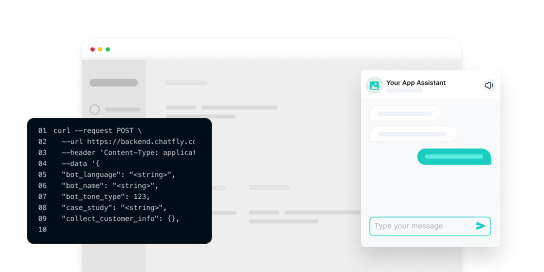 01 curl --request POST \
02 --url https://backend.chatfly.cc
03 --header 'Content-Type: applicat
04 --data '{
05 "bot_language": "<string>",
06 "bot_name": "<string>",
07 "bot_tone_type": 123,
08 "case_study": "<string>",
09 "collect_customer_info": {},
10
Your App Assistant
Type your message